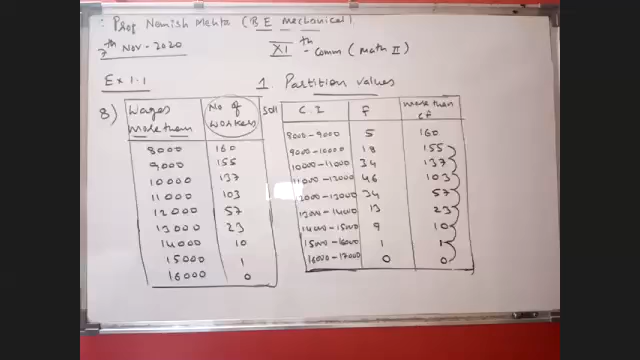 : Prof Nemish Mehta (B E Mechanical).
7th Nov - 2020
XI th - Comm (Math II)
Ex 1.1
1. Partition values
8)
Wages more than | No of workers
8000 | 160
9000 | 155
10000 | 137
11000 | 103
12000 | 57
13000 | 23
14000 | 10
15000 | 1
16000 | 0
Soln
C.I | F | more than cf
8000 - 9000 | 5 | 160
9000 - 10000 | 18 | 155
10000 - 11000 | 34 | 137
11000 - 12000 | 46 | 103
2000 - 13000 | 34 | 57
13000 - 14000 | 13 | 23
14000 - 15000 | 9 | 10
15000 - 16000 | 1 | 1
16000 - 17000 | 0 | 0